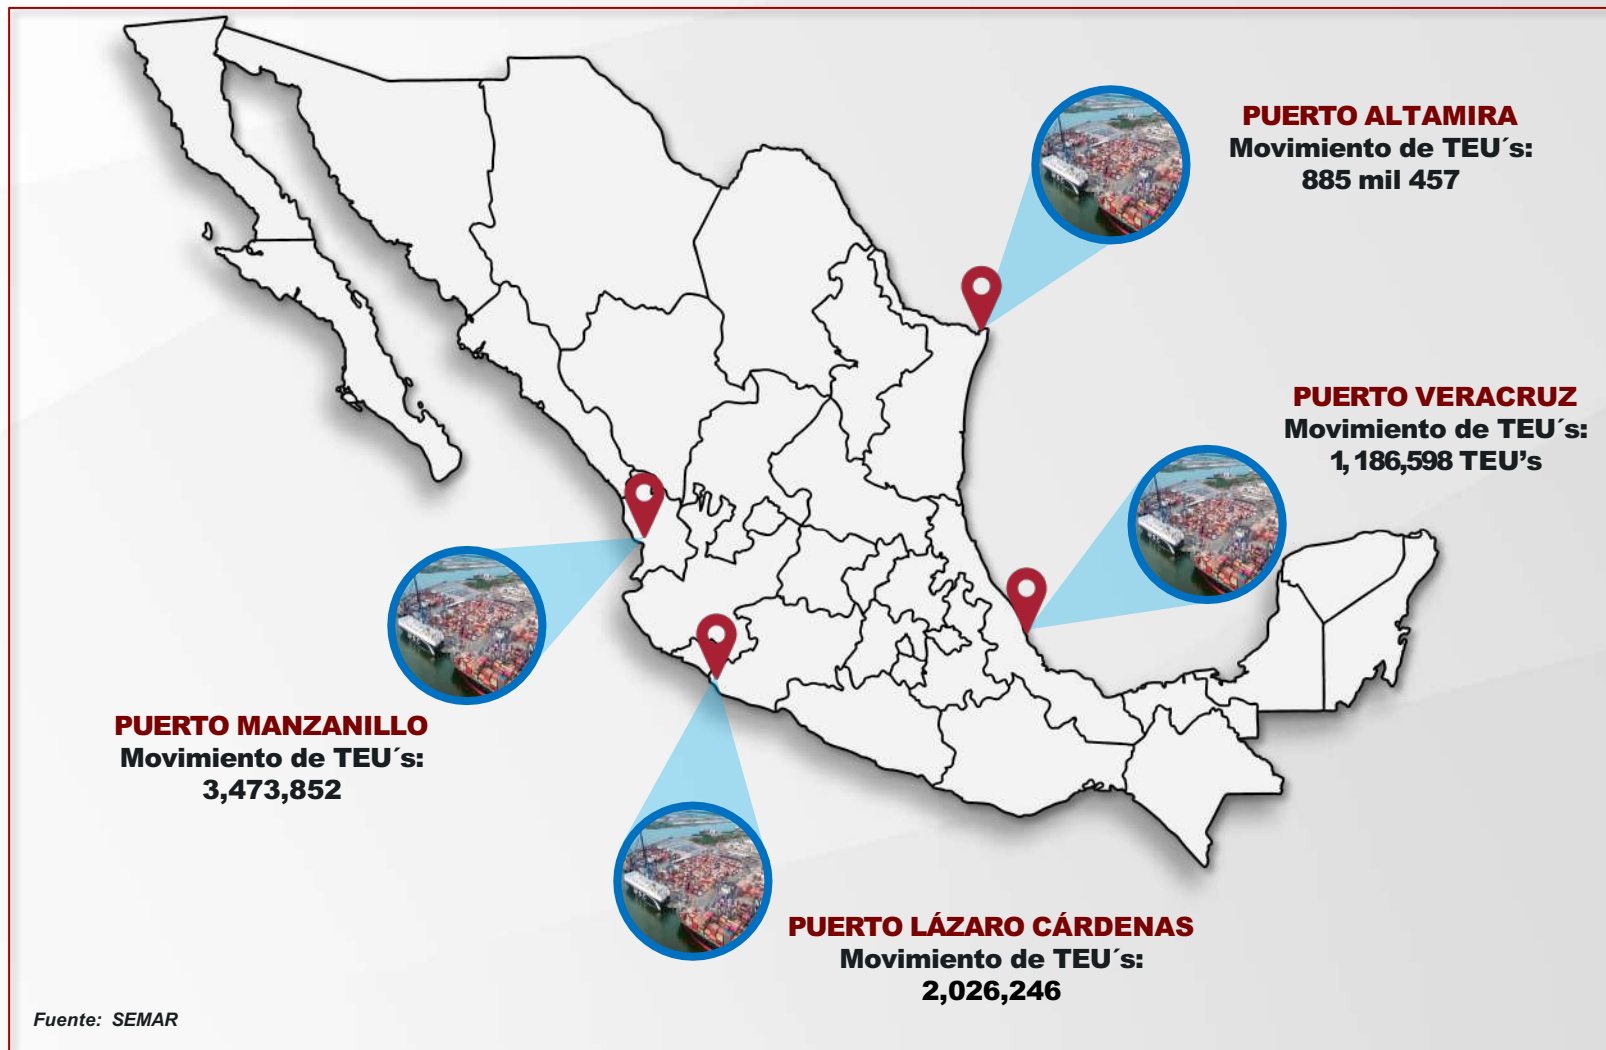 PUERTO ALTAMIRA
Movimiento de TEU´s:
885 mil 457
PUERTO VERACRUZ
Movimiento de TEU´s:
1,186,598 TEU’s
PUERTO MANZANILLO
Movimiento de TEU´s:
3,473,852
PUERTO LÁZARO CÁRDENAS
Movimiento de TEU´s:
2,026,246
Fuente: SEMAR